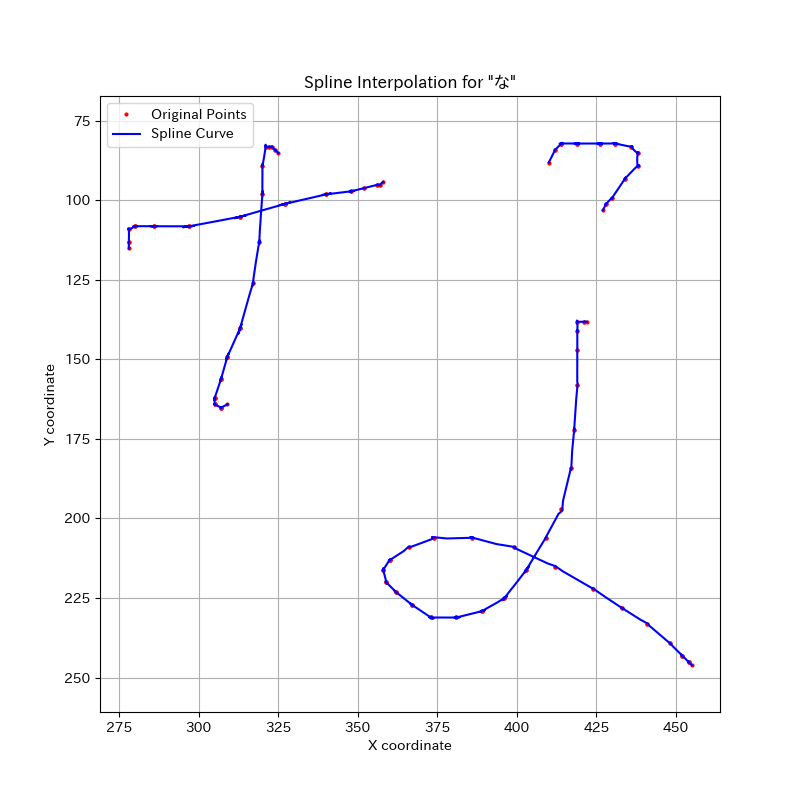 Spline Interpolation for "な"
Original Points
Spline Curve
75
100
125
150
175
200
225
250
Y coordinate
な
275 300 325 350 375 400 425 450
X coordinate